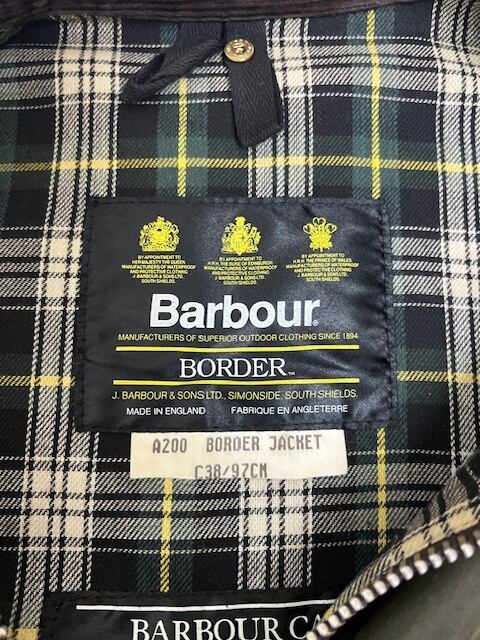 BY APPOINTMENT TO
HER MAJESTY THE QUEEN
MANUFACTURERS OF WATERPROOF
AND PROTECTIVE CLOTHING
J. BARBOUR & SONS LTD.
SOUTH SHIELDS.
BY APPOINTMENT TO
H.R.H. THE DUKE OF EDINBURGH
MANUFACTURERS OF WATERPROOF
AND PROTECTIVE CLOTHING
J. BARBOUR & SONS LTD.
SOUTH SHIELDS.
BY APPOINTMENT TO
H.R.H. THE PRINCE OF WALES
MANUFACTURERS OF WATERPROOF
AND PROTECTIVE CLOTHING
J. BARBOUR & SONS LTD.
SOUTH SHIELDS.
Barbour®
MANUFACTURERS OF SUPERIOR OUTDOOR CLOTHING SINCE 1894
BORDER™
J. BARBOUR & SONS LTD., SIMONSIDE, SOUTH SHIELDS.
MADE IN ENGLAND FABRIQUE EN ANGLETERRE
A200 BORDER JACKET
C38/97CM
BARBOUR